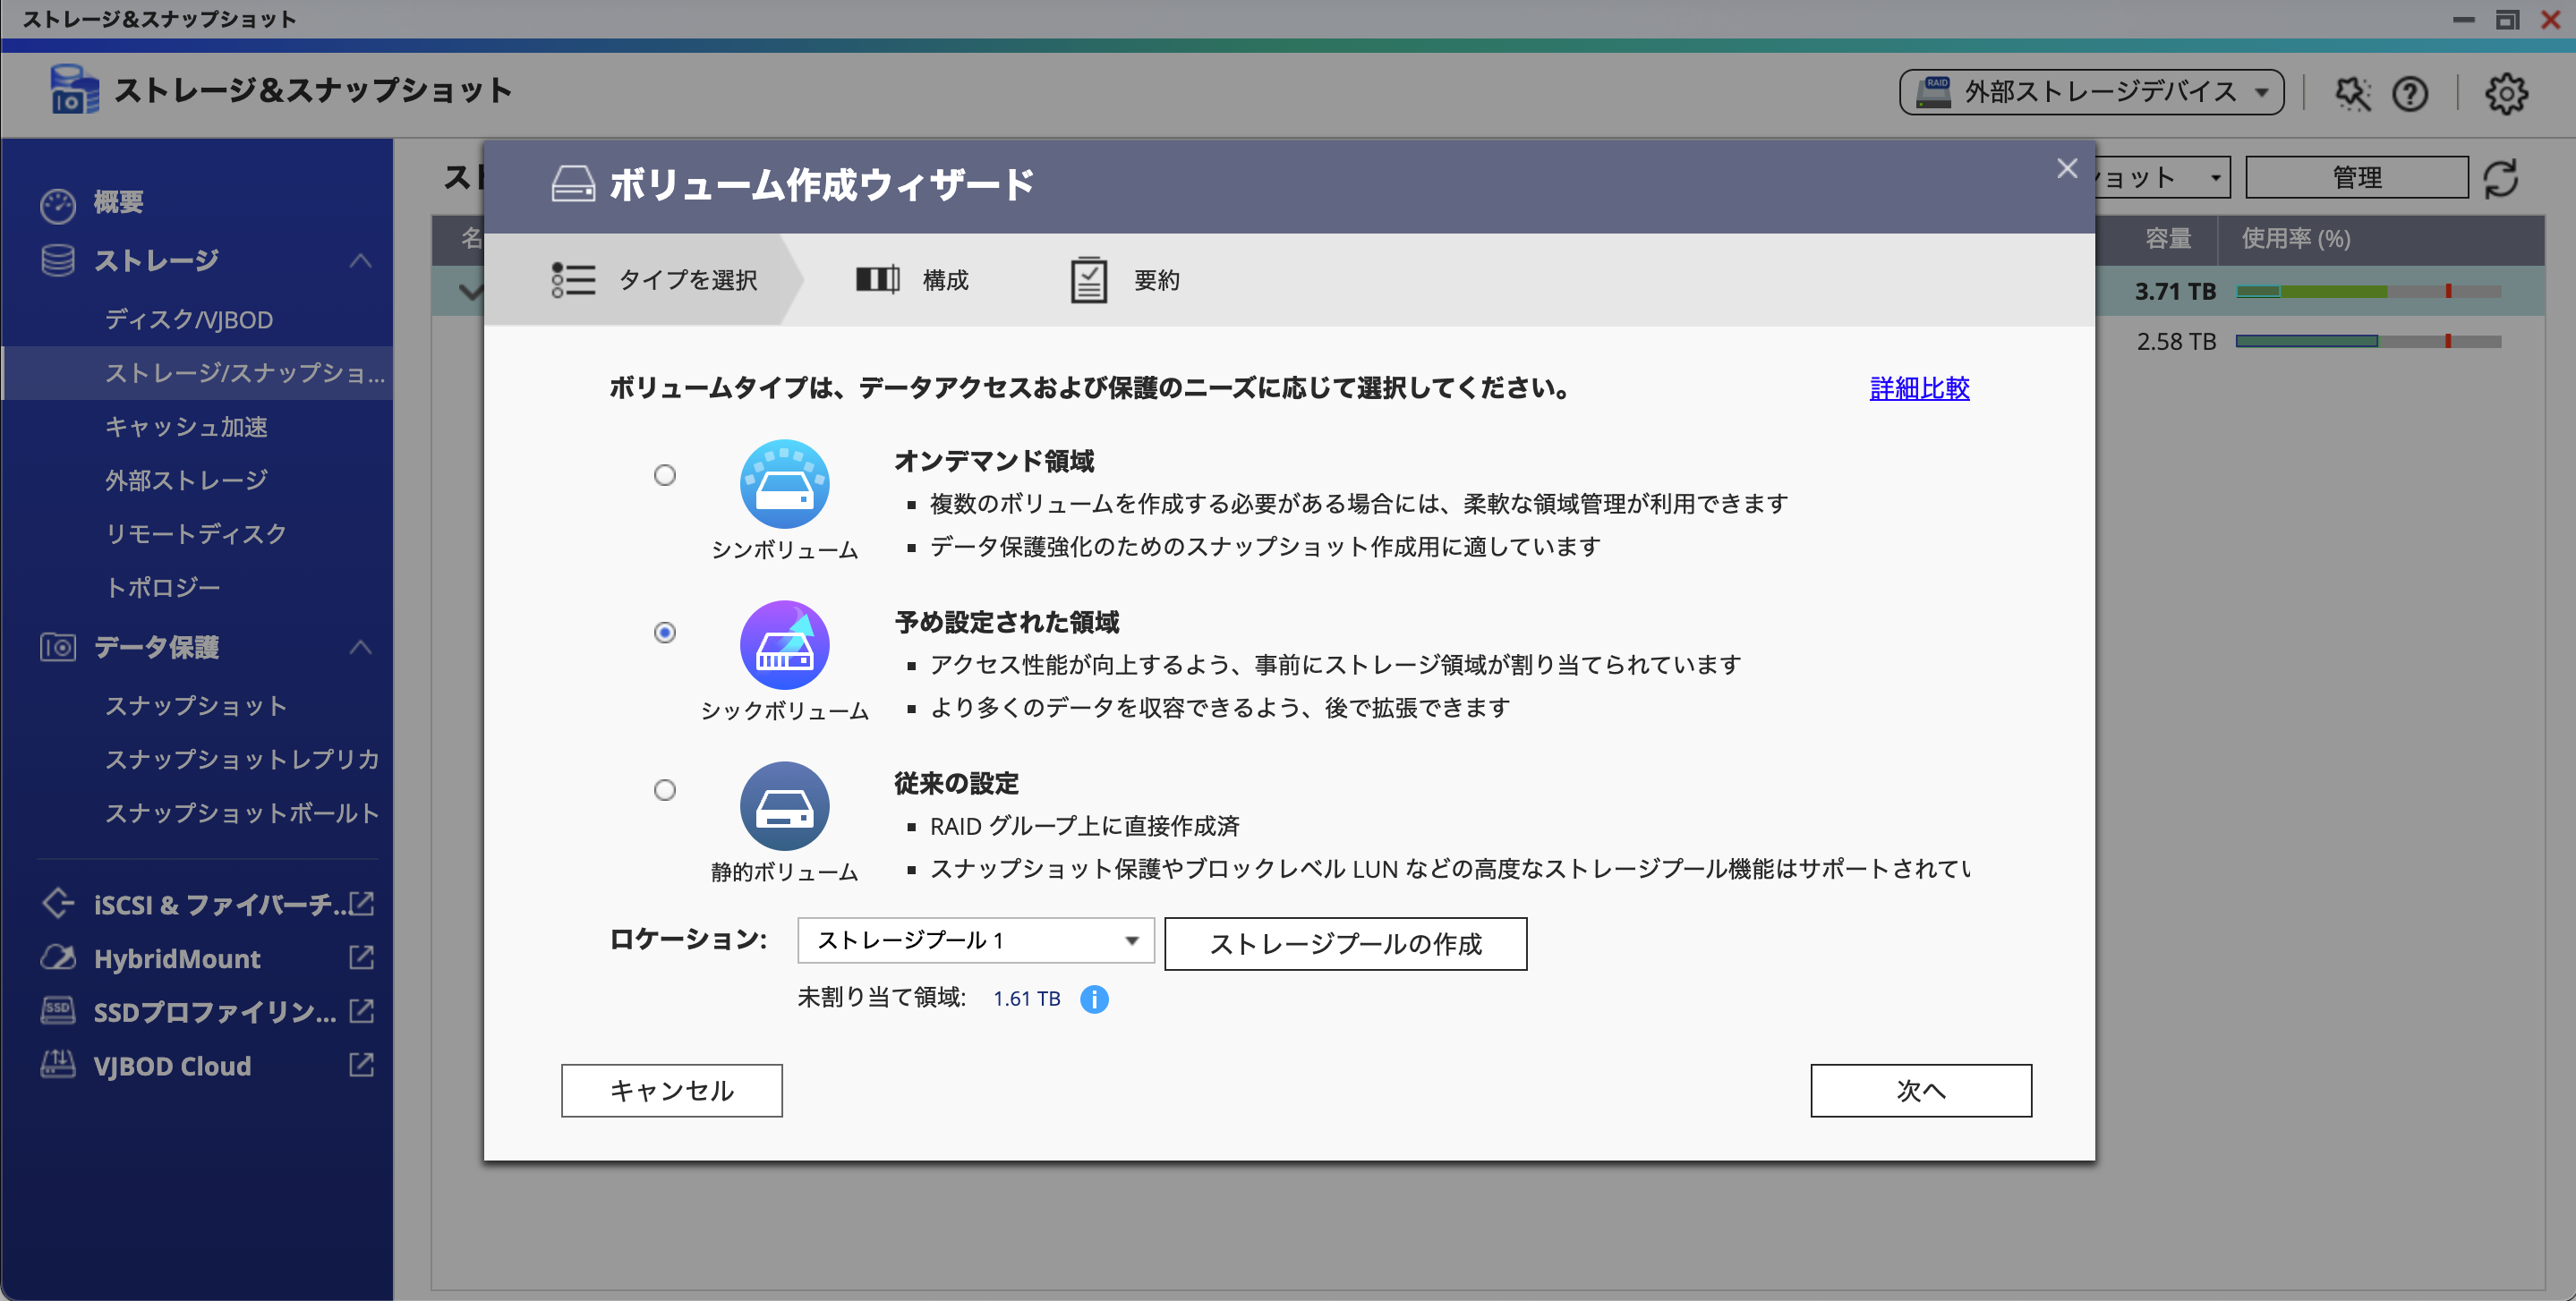 ストレージ&スナップショット
ストレージ&スナップショット
RAID 外部ストレージデバイス
概要
ストレージ
ディスク/VJBOD
ストレージ/スナップショ...
キャッシュ加速
外部ストレージ
リモートディスク
トポロジー
データ保護
スナップショット
スナップショットレプリカ
スナップショットボールト
iSCSI & ファイバーチ...
HybridMount
SSD SSDプロファイリン...
VJBOD Cloud
スト
ョット
管理
名
容量
使用率 (%)
3.71 TB
2.58 TB
ボリューム作成ウィザード
タイプを選択
構成
要約
ボリュームタイプは、データアクセスおよび保護のニーズに応じて選択してください。
詳細比較
シンボリューム
オンデマンド領域
▪ 複数のボリュームを作成する必要がある場合には、柔軟な領域管理が利用できます
▪ データ保護強化のためのスナップショット作成用に適しています
シックボリューム
予め設定された領域
▪ アクセス性能が向上するよう、事前にストレージ領域が割り当てられています
▪ より多くのデータを収容できるよう、後で拡張できます
静的ボリューム
従来の設定
▪ RAID グループ上に直接作成済
▪ スナップショット保護やブロックレベル LUN などの高度なストレージプール機能はサポートされてい
ロケーション:
ストレージプール 1
ストレージプールの作成
未割り当て領域: 1.61 TB
キャンセル
次へ